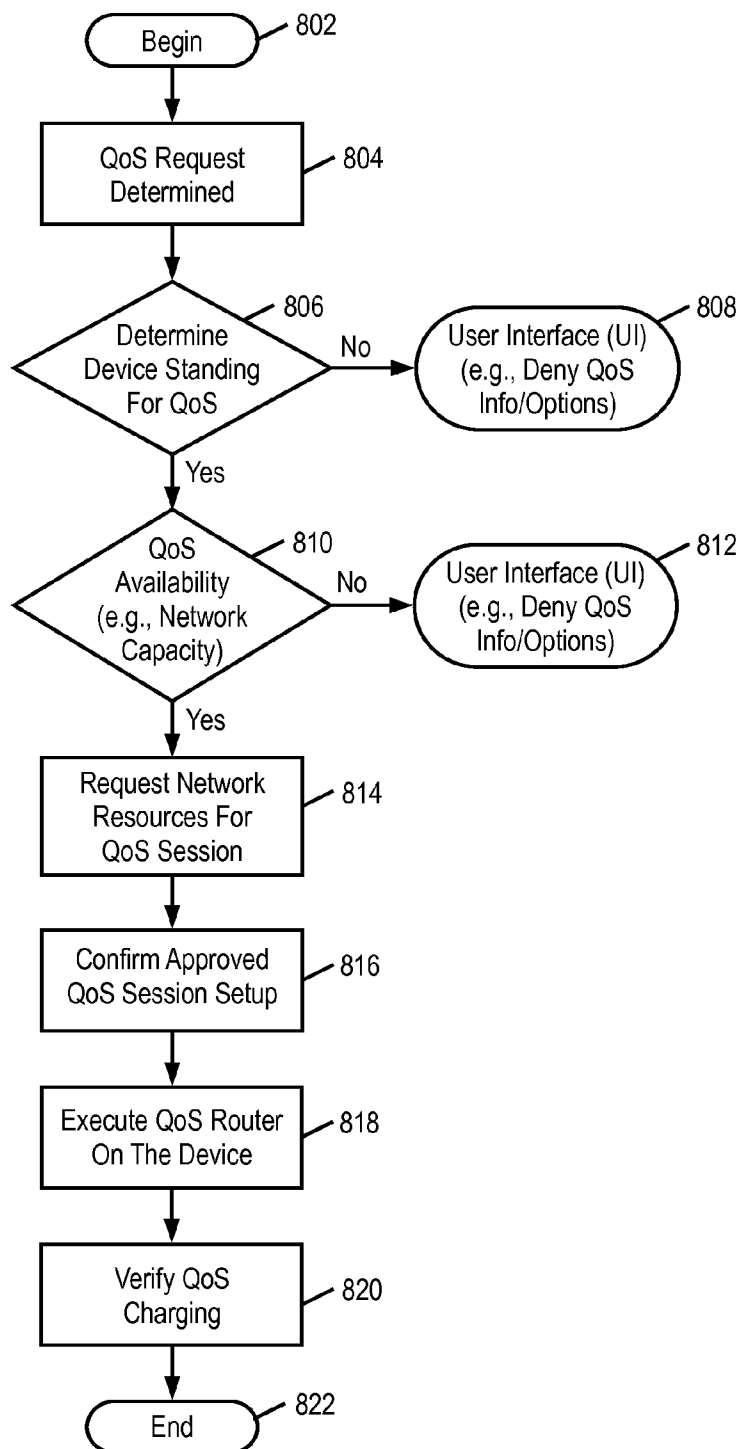 Begin
802
QoS Request
Determined
804
806
Determine
Device Standing
For QoS
No
808
User Interface (UI)
(e.g., Deny QoS
Info/Options)
Yes
810
QoS
Availability
(e.g., Network
Capacity)
No
812
User Interface (UI)
(e.g., Deny QoS
Info/Options)
Yes
Request Network
Resources For
QoS Session
814
Confirm Approved
QoS Session Setup
816
Execute QoS Router
On The Device
818
Verify QoS
Charging
820
End
822